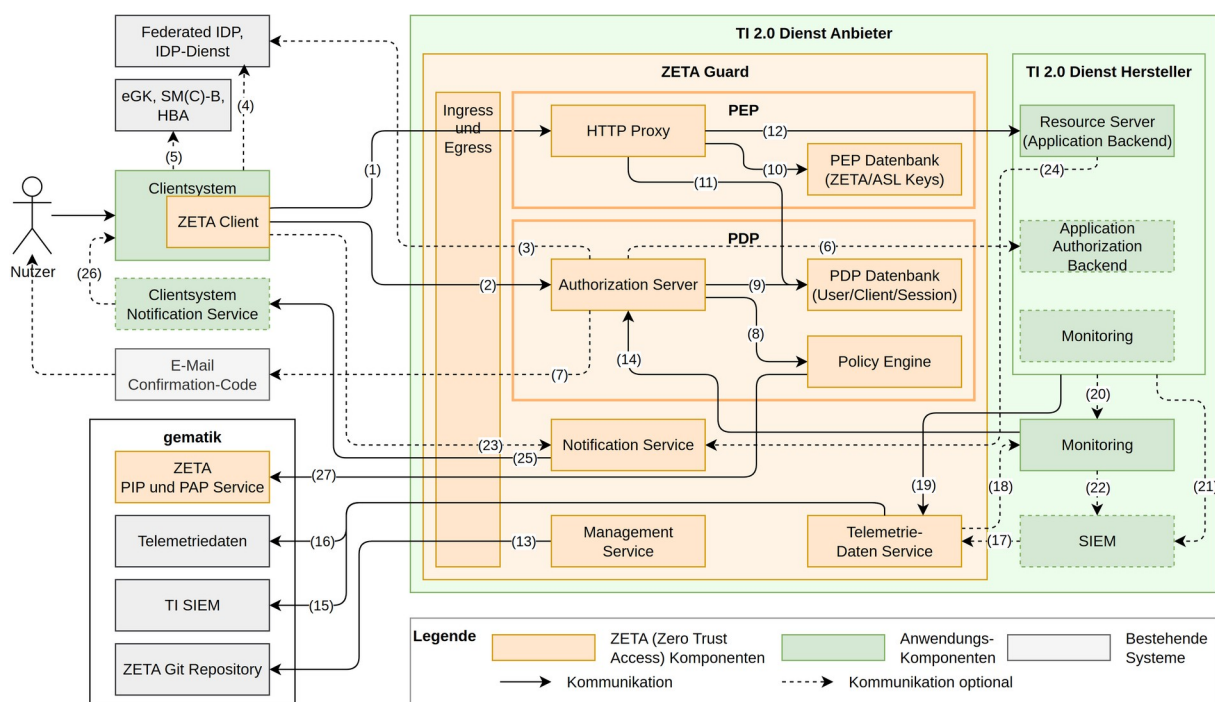 Federated IDP,
IDP-Dienst
eGK, SM(C)-B,
HBA
(4)
(5)
Clientsystem
ZETA Client
Nutzer
(26)
Clientsystem
Notification Service
E-Mail
Confirmation-Code
gematik
ZETA
PIP und PAP Service
Telemetriedaten
TI SIEM
ZETA Git Repository
(1)
(2)
(3)
(7)
(23)
(25)
(27)
(16)
(15)
(13)
TI 2.0 Dienst Anbieter
ZETA Guard
Ingress
und
Egress
PEP
HTTP Proxy
(12)
(10)
(11)
PEP Datenbank
(ZETA/ASL Keys)
PDP
(6)
Authorization Server
(9)
PDP Datenbank
(User/Client/Session)
(8)
(14)
Policy Engine
Notification Service
Management
Service
(19)
(18)
Telemetrie-
Daten Service
(17)
TI 2.0 Dienst Hersteller
Resource Server
(Application Backend)
(24)
Application
Authorization
Backend
Monitoring
(20)
Monitoring
(22)
(21)
SIEM
Legende
ZETA (Zero Trust
Access) Komponenten
Anwendungs-
Komponenten
Bestehende
Systeme
Kommunikation
Kommunikation optional